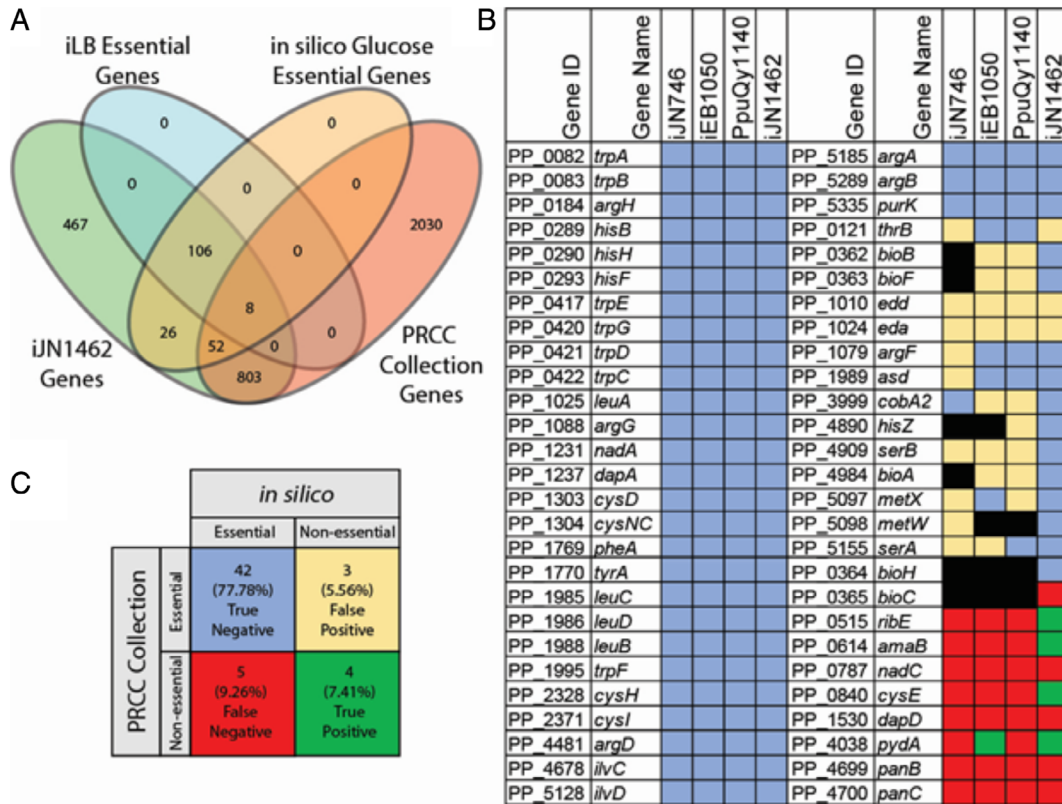 A
iLB Essential
Genes
in silico Glucose
Essential Genes
0
0
0
0
0
467
2030
106
0
8
26
52
0
0
803
iJN1462
Genes
PRCC
Collection
Genes
B
Gene ID Gene Name iJN746 iEB1050 PpuQy1140 iJN1462 Gene ID Gene Name iJN746 iEB1050 PpuQy1140 iJN1462
PP_0082 trpA PP_5185 argA
PP_0083 trpB PP_5289 argB
PP_0184 argH PP_5335 purK
PP_0289 hisB PP_0121 thrB
PP_0290 hisH PP_0362 bioB
PP_0293 hisF PP_0363 bioF
PP_0417 trpE PP_1010 edd
PP_0420 trpG PP_1024 eda
PP_0421 trpD PP_1079 argF
PP_0422 trpC PP_1989 asd
PP_1025 leuA PP_3999 cobA2
PP_1088 argG PP_4890 hisZ
PP_1231 nadA PP_4909 serB
PP_1237 dapA PP_4984 bioA
PP_1303 cysD PP_5097 metX
PP_1304 cysNC PP_5098 metW
PP_1769 pheA PP_5155 serA
PP_1770 tyrA PP_0364 bioH
PP_1985 leuC PP_0365 bioC
PP_1986 leuD PP_0515 ribE
PP_1988 leuB PP_0614 amaB
PP_1995 trpF PP_0787 nadC
PP_2328 cysH PP_0840 cysE
PP_2371 cysI PP_1530 dapD
PP_4481 argD PP_4038 pydA
PP_4678 ilvC PP_4699 panB
PP_5128 ilvD PP_4700 panC
C
in silico
Essential Non-essential
PRCC Collection
Essential
42
(77.78%)
True
Negative
3
(5.56%)
False
Positive
Non-essential
5
(9.26%)
False
Negative
4
(7.41%)
True
Positive